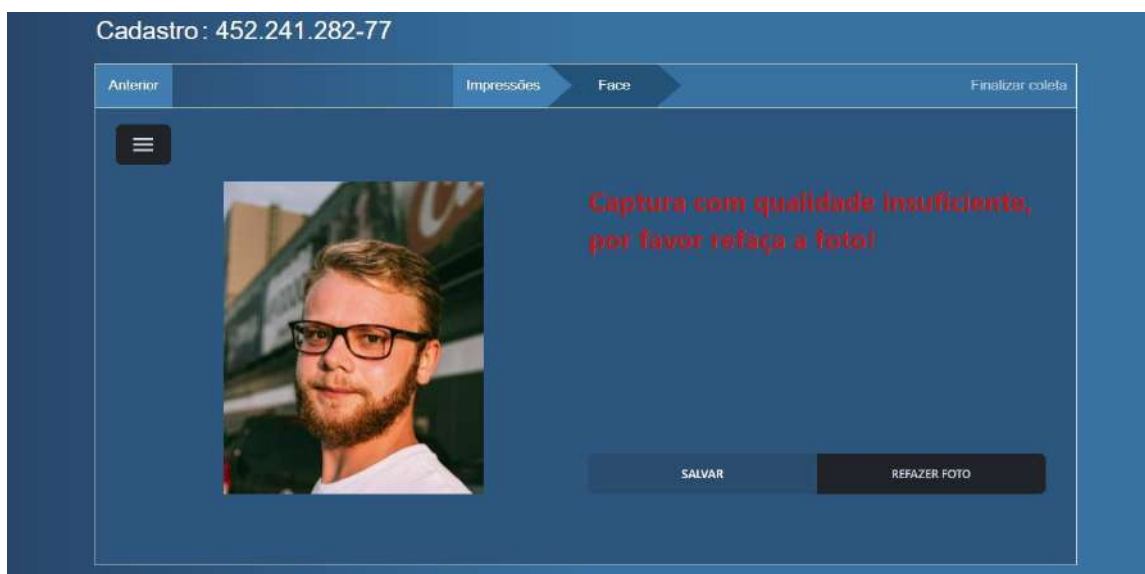 Cadastro : 452.241.282-77
Anterior
Impressões
Face
Finalizar coleta
Captura com qualidade insuficiente,
por favor refaça a foto!
SALVAR
REFAZER FOTO